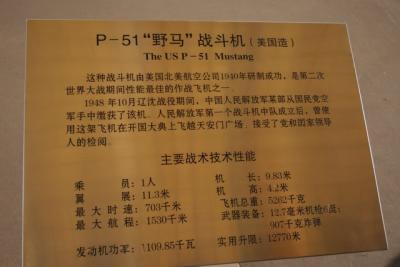 P-51“野马”战斗机（美国造）
The US P-51 Mustang
这种战斗机由美国北美航空公司1940年研制成功，是第二次
世界大战期间性能最佳的作战飞机之一。
1948年10月辽沈战役期间，中国人民解放军某部从国民党空
军手中缴获了该机。人民解放军第一个战斗机中队成立后，曾使
用这架飞机在开国大典上飞越天安门广场，接受了党和国家领导
人的检阅。
主要战术技术性能
乘员：1人 机长：9.83米
翼展：11.3米 机高：4.2米
最大时速：703千米 飞机总重：5262千克
最大航程：1530千米 武器装备：12.7毫米机枪6挺；
907千克炸弹
发动机功率：1109.85千瓦 实用升限：12770米